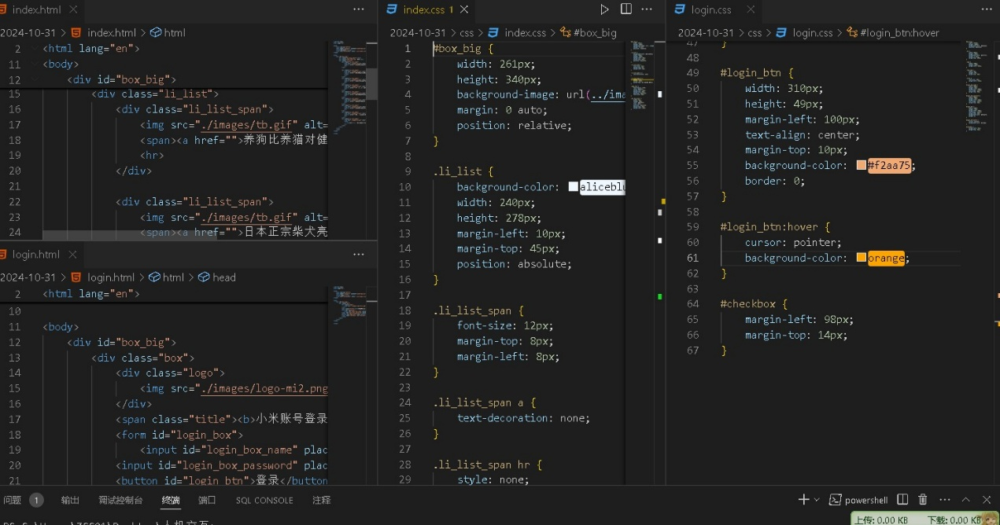 index.html
2024-10-31 > index.html > html
2 <html lang="en">
11 <body>
12 <div id="box_big">
15 <div class="li_list">
16 <div class="li_list_span">
17 <img src="./images/tb.gif" alt=
18 <span><a href="">养狗比养猫对健
19 <hr>
20 </div>
21
22 <div class="li_list_span">
23 <img src="./images/tb.gif" alt=
24 <span><a href="">日本正宗柴犬亮
login.html
2024-10-31 > login.html > html > head
2 <html lang="en">
10
11 <body>
12 <div id="box_big">
13 <div class="box">
14 <div class="logo">
15 <img src="./images/logo-mi2.png
16 </div>
17 <span class="title"><b>小米账号登录
18 <form id="login_box">
19 <input id="login_box_name" plac
20 <input id="login_box_password" plac
21 <button id="login_btn">登录</button
index.css 1
2024-10-31 > css > index.css > #box_big
1 #box_big {
2 width: 261px;
3 height: 340px;
4 background-image: url(../ima
5 margin: 0 auto;
6 position: relative;
7 }
8
9 .li_list {
10 background-color: aliceblu
11 width: 240px;
12 height: 278px;
13 margin-left: 10px;
14 margin-top: 45px;
15 position: absolute;
16 }
17
18 .li_list_span {
19 font-size: 12px;
20 margin-top: 8px;
21 margin-left: 8px;
22 }
23
24 .li_list_span a {
25 text-decoration: none;
26 }
27
28 .li_list_span hr {
29 style: none;
login.css
2024-10-31 > css > login.css > #login_btn:hover
47 }
48
49 #login_btn {
50 width: 310px;
51 height: 49px;
52 margin-left: 100px;
53 text-align: center;
54 margin-top: 10px;
55 background-color: #f2aa75;
56 border: 0;
57 }
58
59 #login_btn:hover {
60 cursor: pointer;
61 background-color: orange;
62 }
63
64 #checkbox {
65 margin-left: 98px;
66 margin-top: 14px;
67 }
问题 1 输出 调试控制台 终端 端口 SQL CONSOLE 注释
powershell
上传: 0.00 KB 下载: 0.00 KB